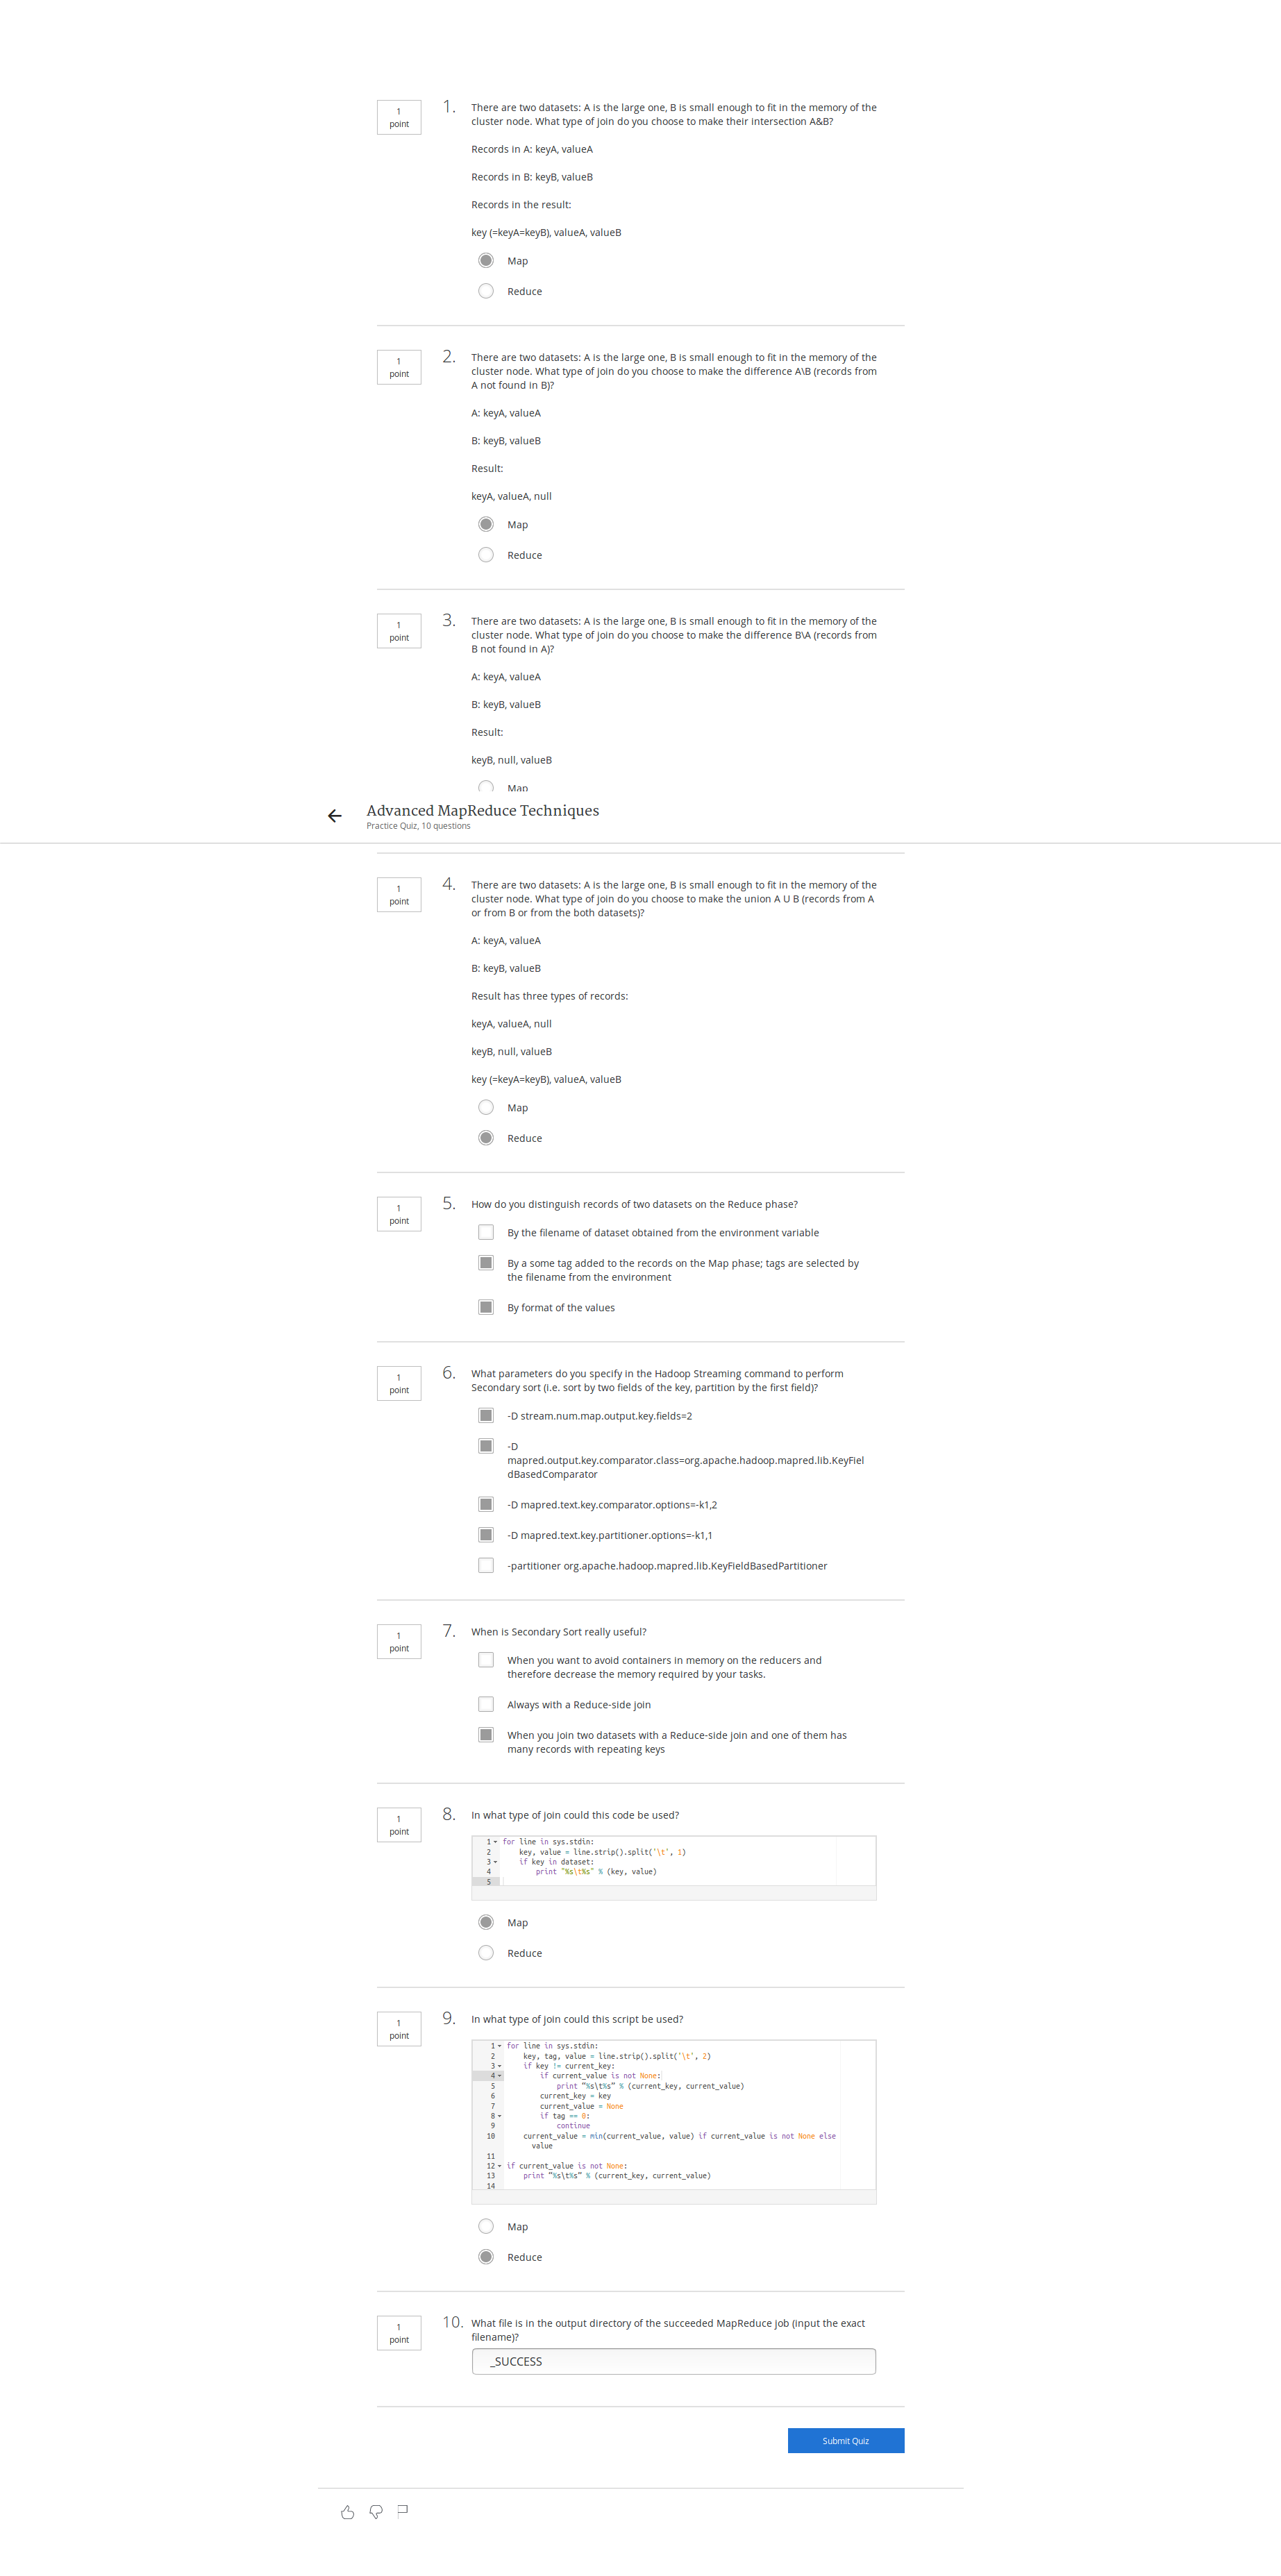 1
point
1.
There are two datasets: A is the large one, B is small enough to fit in the memory of the
cluster node. What type of join do you choose to make their intersection A&B?
Records in A: keyA, valueA
Records in B: keyB, valueB
Records in the result:
key (=keyA=keyB), valueA, valueB
Map
Reduce
1
point
2.
There are two datasets: A is the large one, B is small enough to fit in the memory of the
cluster node. What type of join do you choose to make the difference A\B (records from
A not found in B)?
A: keyA, valueA
B: keyB, valueB
Result:
keyA, valueA, null
Map
Reduce
1
point
3.
There are two datasets: A is the large one, B is small enough to fit in the memory of the
cluster node. What type of join do you choose to make the difference B\A (records from
B not found in A)?
A: keyA, valueA
B: keyB, valueB
Result:
keyB, null, valueB
Map
Advanced MapReduce Techniques
Practice Quiz, 10 questions
1
point
4.
There are two datasets: A is the large one, B is small enough to fit in the memory of the
cluster node. What type of join do you choose to make the union A U B (records from A
or from B or from the both datasets)?
A: keyA, valueA
B: keyB, valueB
Result has three types of records:
keyA, valueA, null
keyB, null, valueB
key (=keyA=keyB), valueA, valueB
Map
Reduce
1
point
5.
How do you distinguish records of two datasets on the Reduce phase?
By the filename of dataset obtained from the environment variable
By a some tag added to the records on the Map phase; tags are selected by
the filename from the environment
By format of the values
1
point
6.
What parameters do you specify in the Hadoop Streaming command to perform
Secondary sort (i.e. sort by two fields of the key, partition by the first field)?
-D stream.num.map.output.key.fields=2
-D
mapred.output.key.comparator.class=org.apache.hadoop.mapred.lib.KeyFiel
dBasedComparator
-D mapred.text.key.comparator.options=-k1,2
-D mapred.text.key.partitioner.options=-k1,1
-partitioner org.apache.hadoop.mapred.lib.KeyFieldBasedPartitioner
1
point
7.
When is Secondary Sort really useful?
When you want to avoid containers in memory on the reducers and
therefore decrease the memory required by your tasks.
Always with a Reduce-side join
When you join two datasets with a Reduce-side join and one of them has
many records with repeating keys
1
point
8.
In what type of join could this code be used?
1 for line in sys.stdin:
2 key, value = line.strip().split('\t', 1)
3 if key in dataset:
4 print "%s\t%s" % (key, value)
5
Map
Reduce
1
point
9.
In what type of join could this script be used?
1 for line in sys.stdin:
2 key, tag, value = line.strip().split('\t', 2)
3 if key != current_key:
4 if current_value is not None:
5 print “%s\t%s” % (current_key, current_value)
6 current_key = key
7 current_value = None
8 if tag == 0:
9 continue
10 current_value = min(current_value, value) if current_value is not None else
value
11
12 if current_value is not None:
13 print “%s\t%s” % (current_key, current_value)
14
Map
Reduce
1
point
10.
What file is in the output directory of the succeeded MapReduce job (input the exact
filename)?
_SUCCESS
Submit Quiz